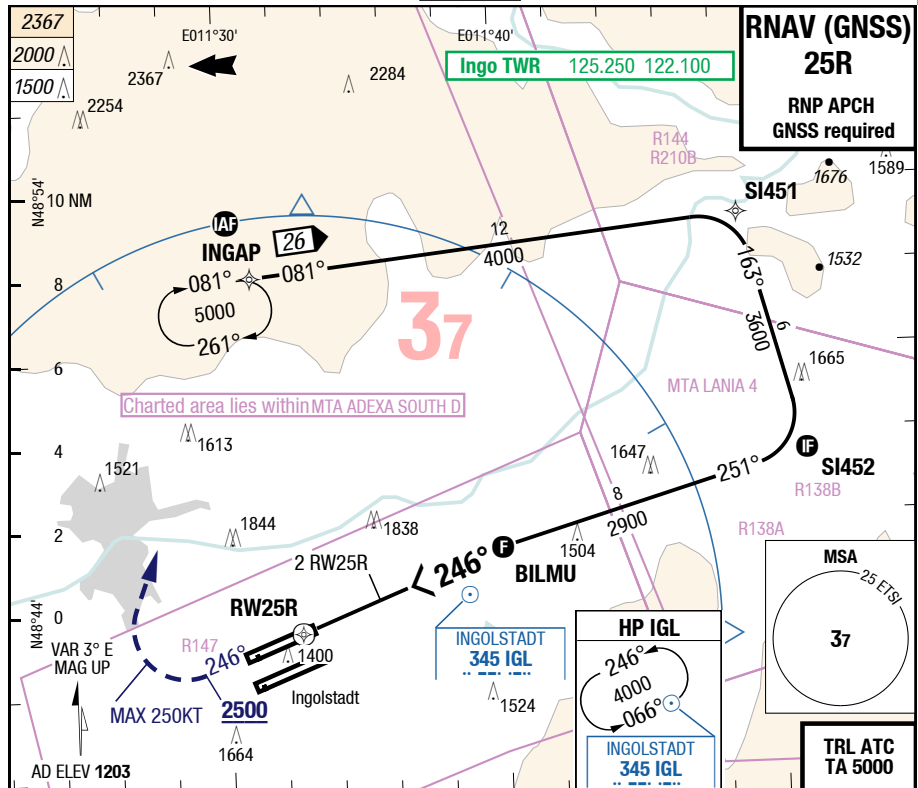 2367
2000
1500
E011°30'
E011°40'
RNAV (GNSS)
25R
RNP APCH
GNSS required
Ingo TWR 125.250 122.100
2367
2284
2254
R144
R210B
1676
1589
N48°54'
10 NM
SI451
IAF
INGAP
26
12
4000
081°
081°
5000
261°
163°
1532
8
37
6
3600
6
1665
MTA LANIA 4
Charted area lies within MTA ADEXA SOUTH D
4
1613
1647
IF
SI452
251°
R138B
1521
8
2900
R138A
1844
1838
2
1504
F
BILMU
246°
2 RW25R
MSA
25 ETSI
37
RW25R
N48°44'
0
INGOLSTADT
345 IGL
HP IGL
246°
4000
066°
INGOLSTADT
345 IGL
VAR 3° E
MAG UP
R147
246°
1400
Ingolstadt
1524
MAX 250KT
2500
1664
AD ELEV 1203
TRL ATC
TA 5000